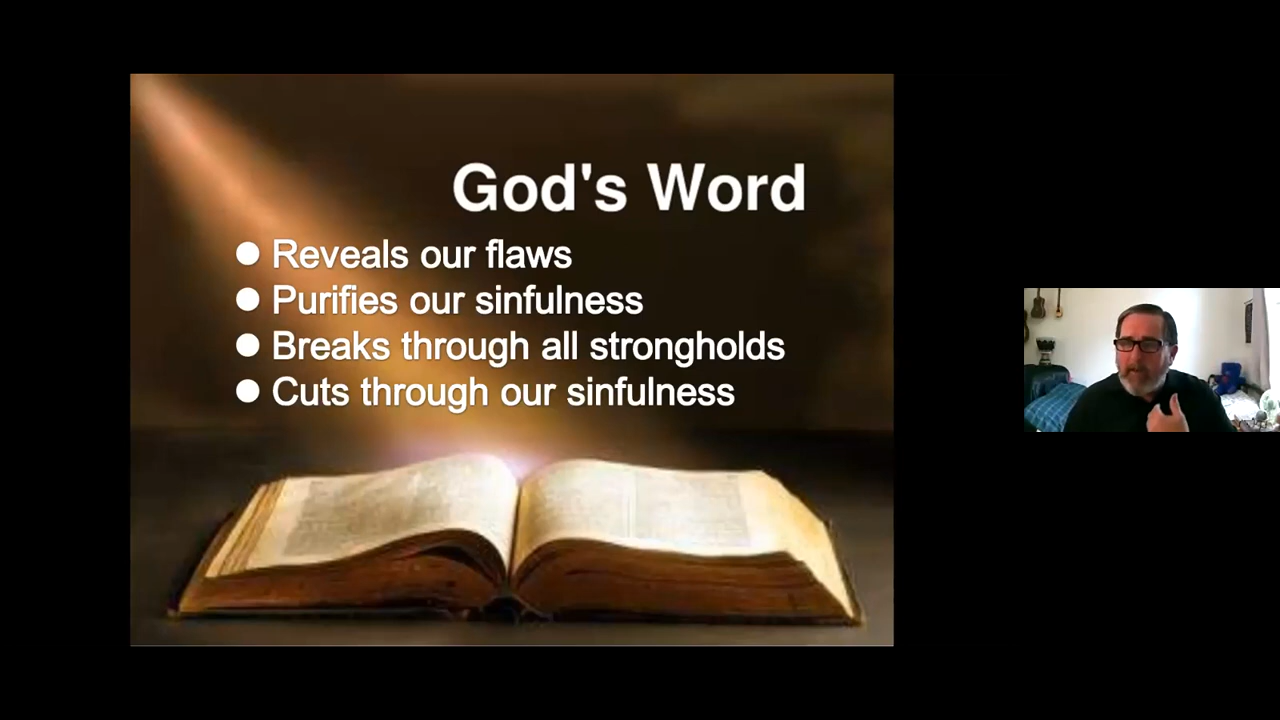 God's Word
● Reveals our flaws
● Purifies our sinfulness
● Breaks through all strongholds
● Cuts through our sinfulness